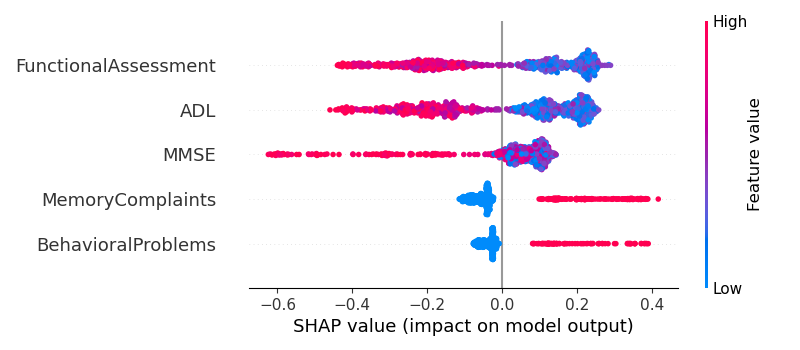 High
FunctionalAssessment
ADL
MMSE
MemoryComplaints
BehavioralProblems
Feature value
Low
−0.6 −0.4 −0.2 0.0 0.2 0.4
SHAP value (impact on model output)